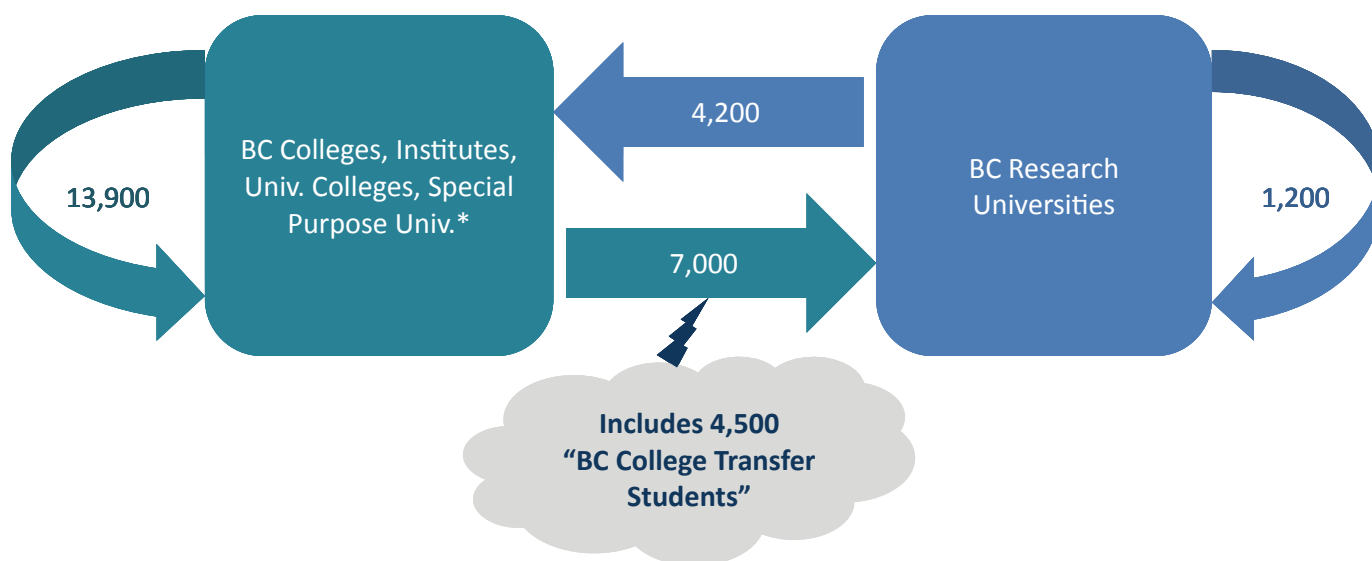 4,200
BC Colleges, Institutes,
Univ. Colleges, Special
Purpose Univ.*
BC Research
Universities
13,900
1,200
7,000
Includes 4,500
“BC College Transfer
Students”